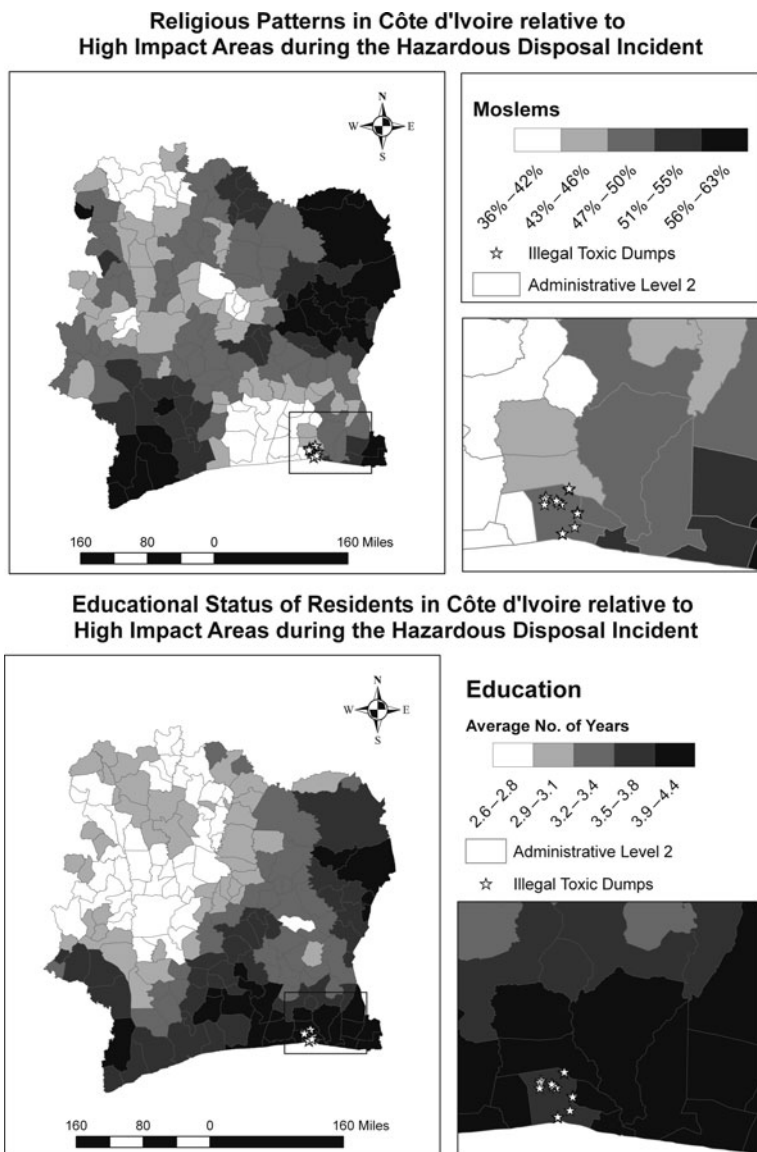 Religious Patterns in Côte d'Ivoire relative to
High Impact Areas during the Hazardous Disposal Incident
N
W E
S
160 80 0 160 Miles
Moslems
36%–42%
43%–46%
47%–50%
51%–55%
56%–63%
Illegal Toxic Dumps
Administrative Level 2
Educational Status of Residents in Côte d'Ivoire relative to
High Impact Areas during the Hazardous Disposal Incident
N
W E
S
160 80 0 160 Miles
Education
Average No. of Years
2.6–2.8
2.9–3.1
3.2–3.4
3.5–3.8
3.9–4.4
Administrative Level 2
Illegal Toxic Dumps